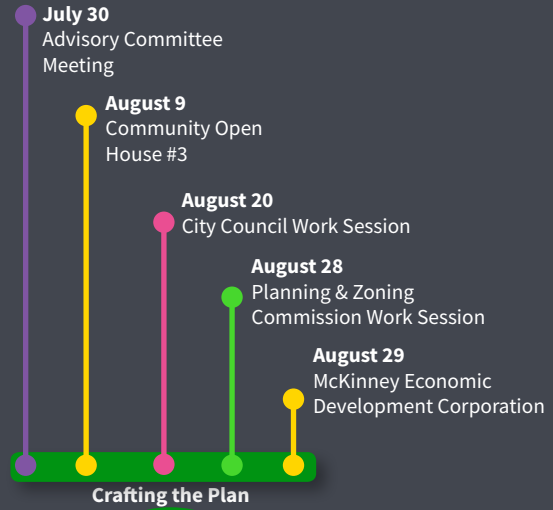 July 30
Advisory Committee
Meeting
August 9
Community Open
House #3
August 20
City Council Work Session
August 28
Planning & Zoning
Commission Work Session
August 29
McKinney Economic
Development Corporation
Crafting the Plan